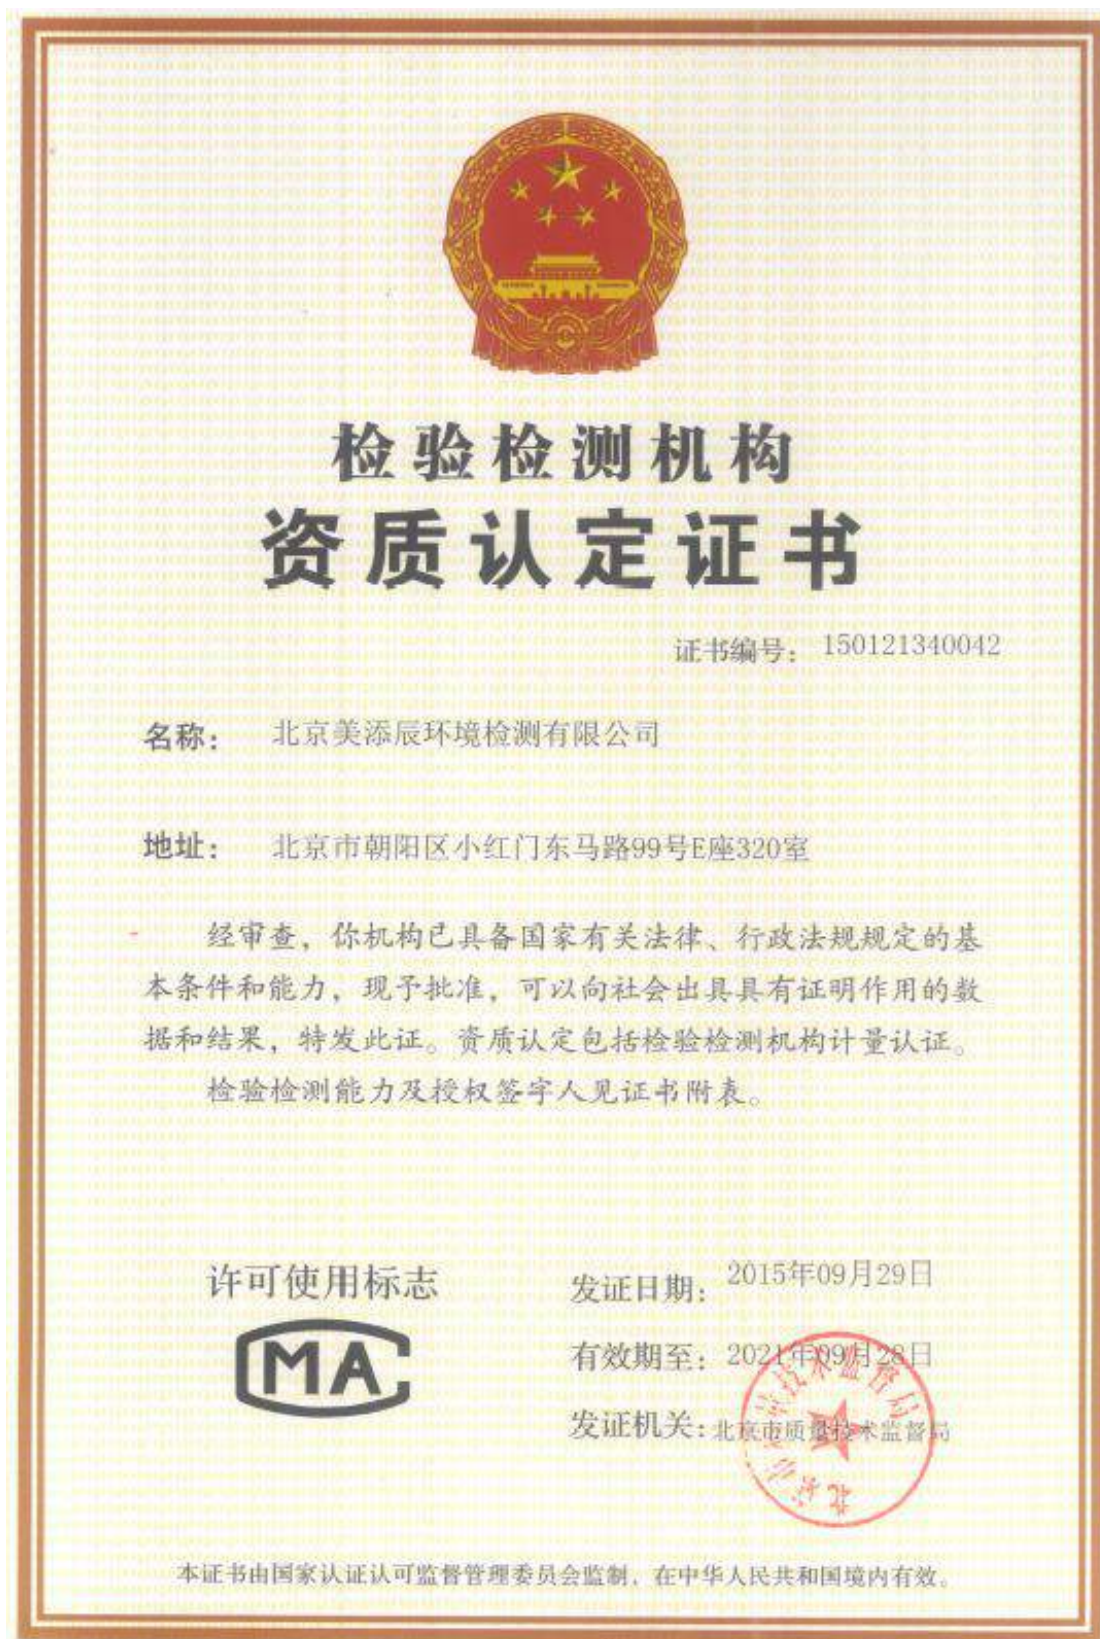 检验检测机构
资质认定证书
证书编号： 150121340042
名称： 北京美添辰环境检测有限公司
地址： 北京市朝阳区小红门东马路99号E座320室
经审查，你机构已具备国家有关法律、行政法规规定的基
本条件和能力，现予批准，可以向社会出具具有证明作用的数
据和结果，特发此证。资质认定包括检验检测机构计量认证。
检验检测能力及授权签字人见证书附表。
许可使用标志
MA
发证日期： 2015年09月29日
有效期至： 2021年09月28日
发证机关： 北京市质量技术监督局
北京市质量技术监督局
本证书由国家认证认可监督管理委员会监制，在中华人民共和国境内有效。